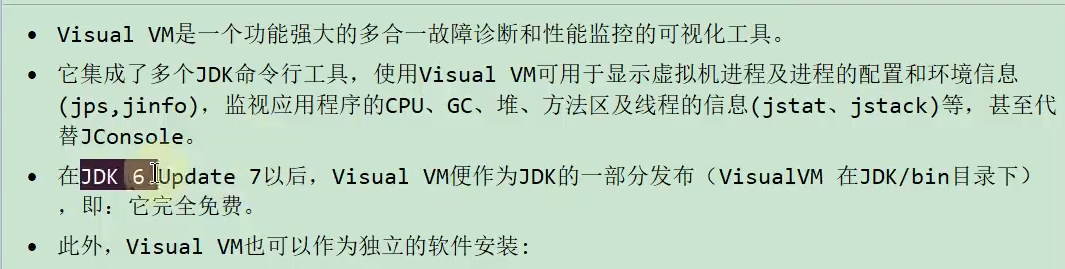 Visual VM是一个功能强大的多合一故障诊断和性能监控的可视化工具。
它集成了多个JDK命令行工具，使用Visual VM可用于显示虚拟机进程及进程的配置和环境信息
(jps,jinfo)，监视应用程序的CPU、GC、堆、方法区及线程的信息(jstat、jstack)等，甚至代
替JConsole。
在JDK 6 Update 7以后，Visual VM便作为JDK的一部分发布（VisualVM 在JDK/bin目录下）
，即：它完全免费。
此外，Visual VM也可以作为独立的软件安装: